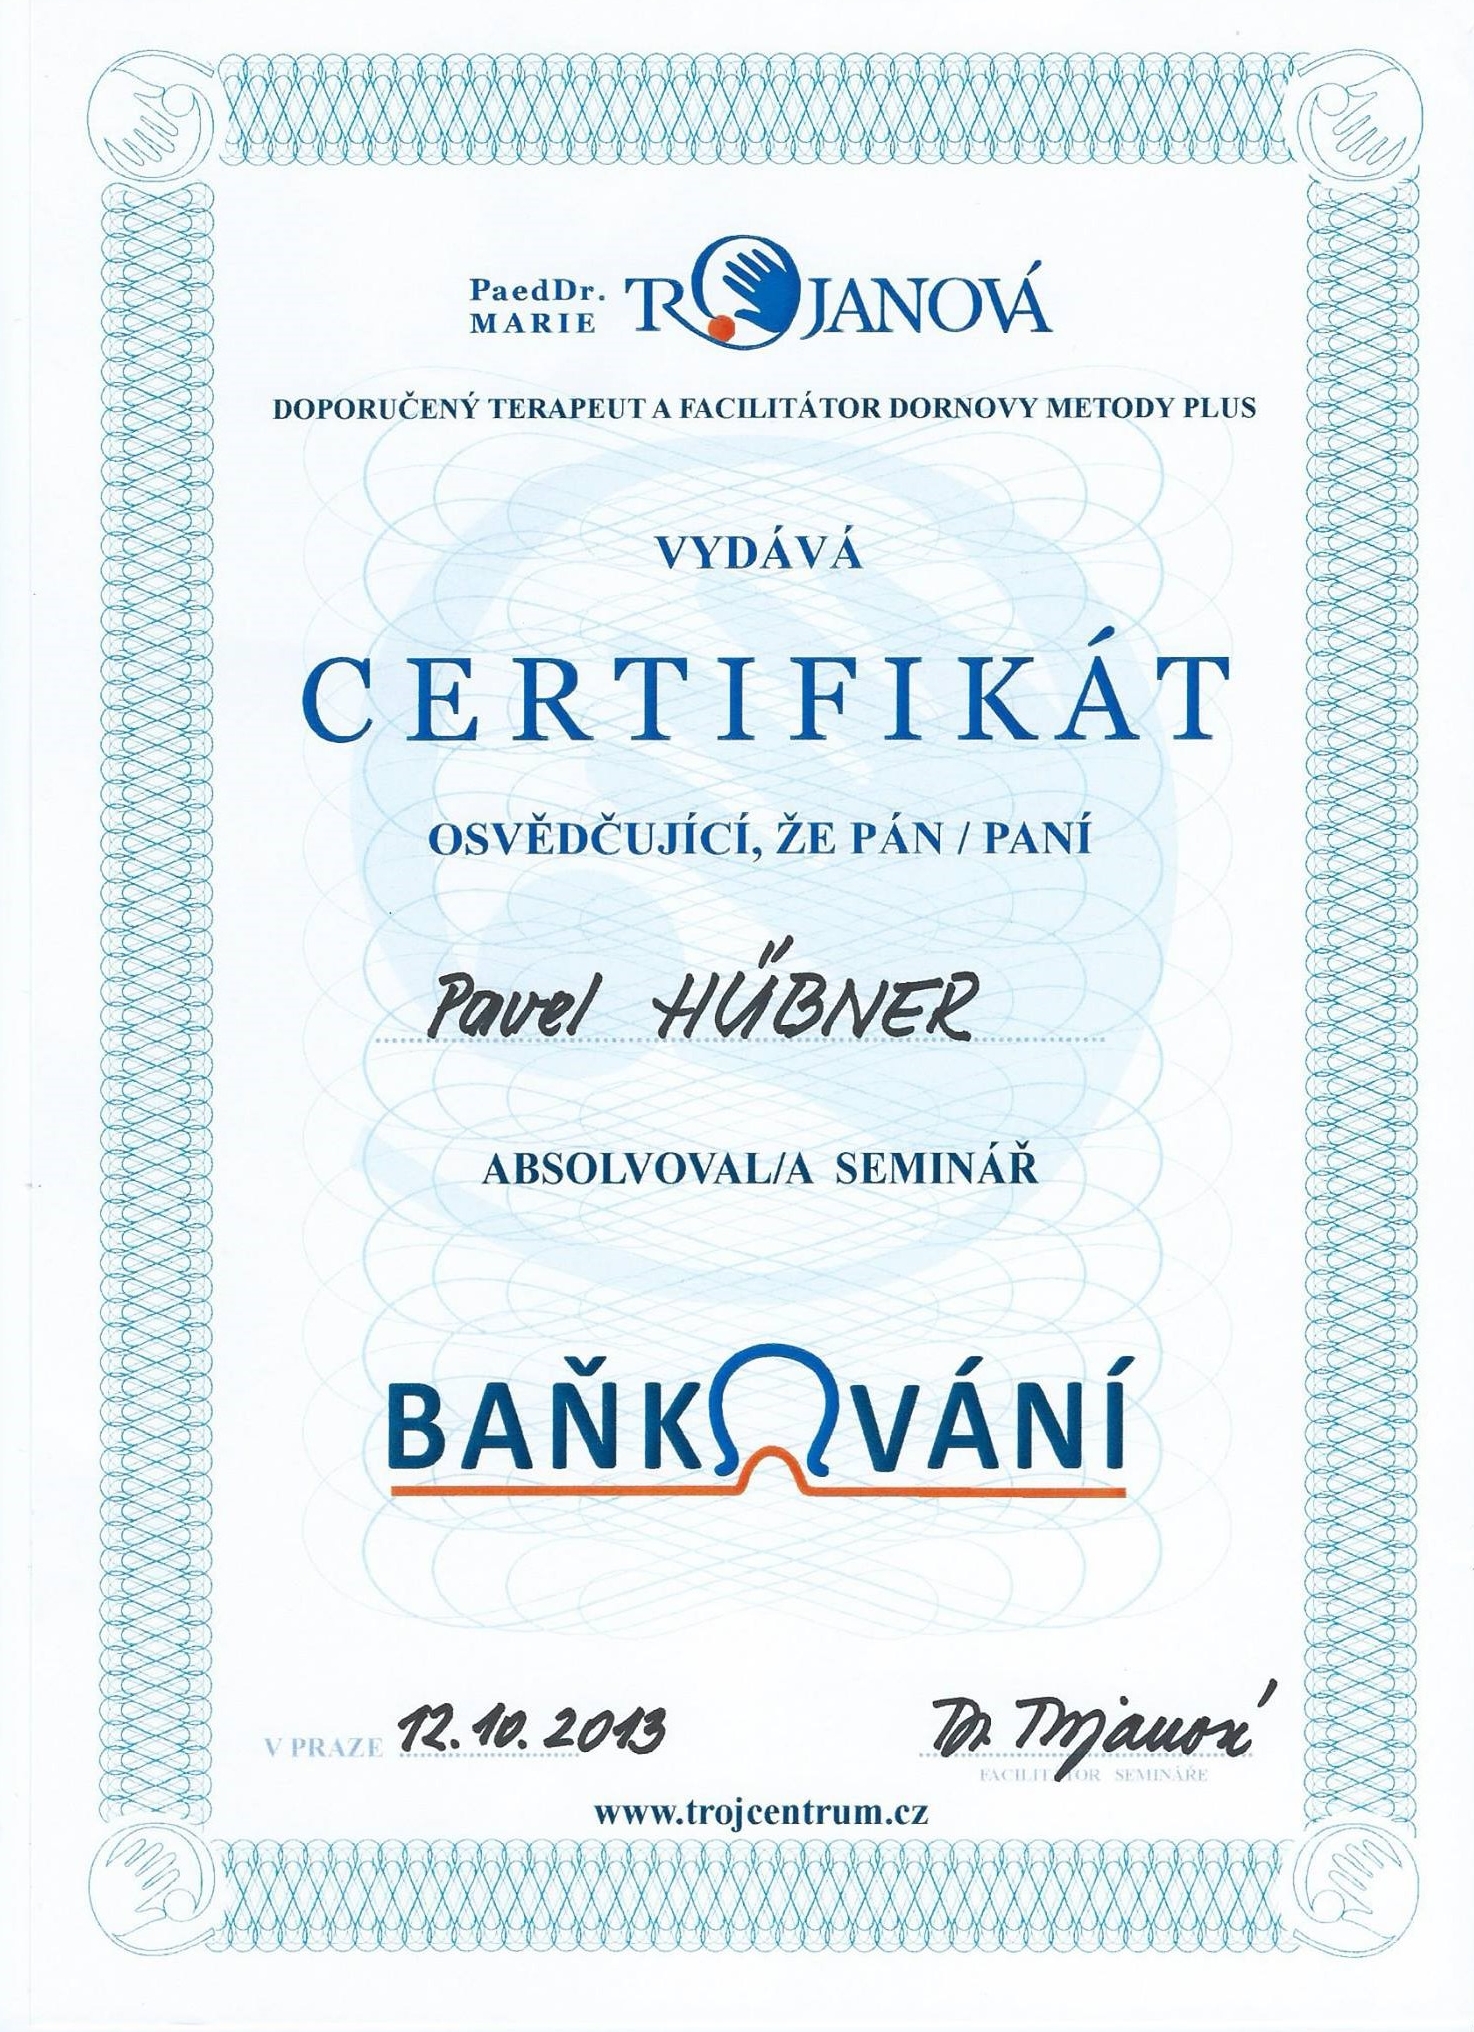 PaedDr. MARIE TROJANOVÁ
DOPORUČENÝ TERAPEUT A FACILITÁTOR DORNOVY METODY PLUS
VYDÁVÁ
CERTIFIKÁT
OSVĚDČUJÍCÍ, ŽE PÁN / PANÍ
Pavel HÜBNER
ABSOLVOVAL/A SEMINÁŘ
BAŇKOVÁNÍ
V PRAZE 12.10.2013 Dr. Trojanová
FACILITÁTOR SEMINÁŘE
www.trojcentrum.cz